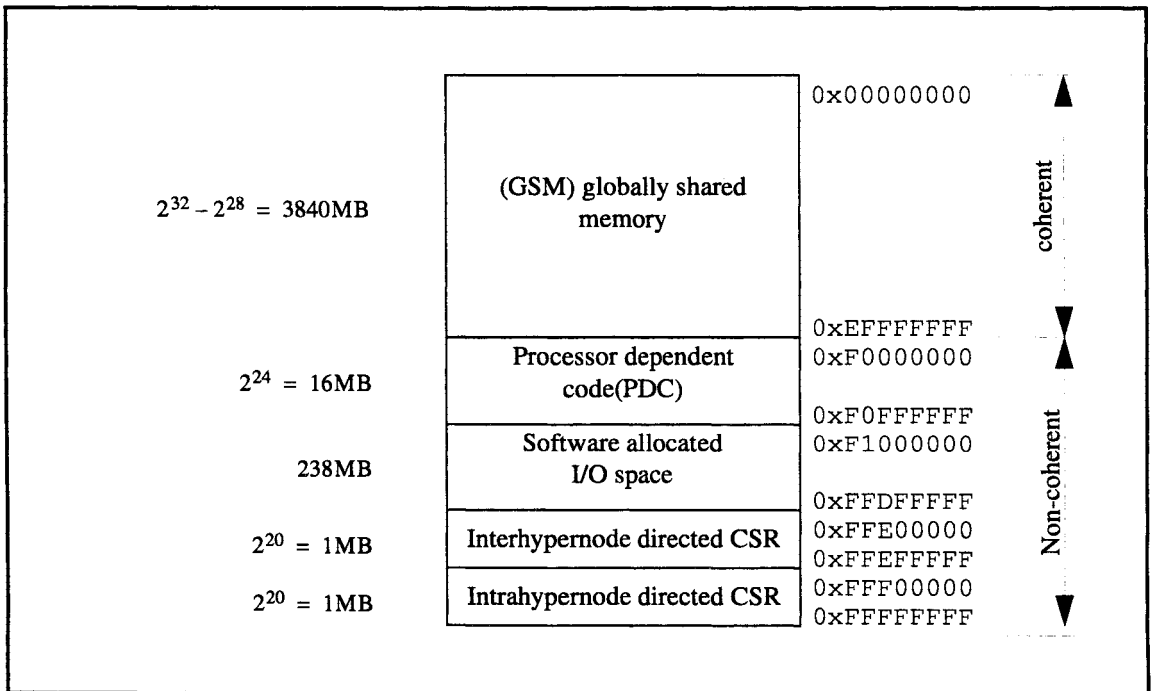 0x00000000
(GSM) globally shared
memory
2^32 – 2^28 = 3840MB
coherent
0xEFFFFFFF
Processor dependent
code(PDC)
0xF0000000
2^24 = 16MB
0xF0FFFFFF
Software allocated
I/O space
0xF1000000
238MB
0xFFDFFFFF
Non-coherent
Interhypernode directed CSR
0xFFE00000
2^20 = 1MB
0xFFEFFFFF
Intrahypernode directed CSR
0xFFF00000
2^20 = 1MB
0xFFFFFFFF